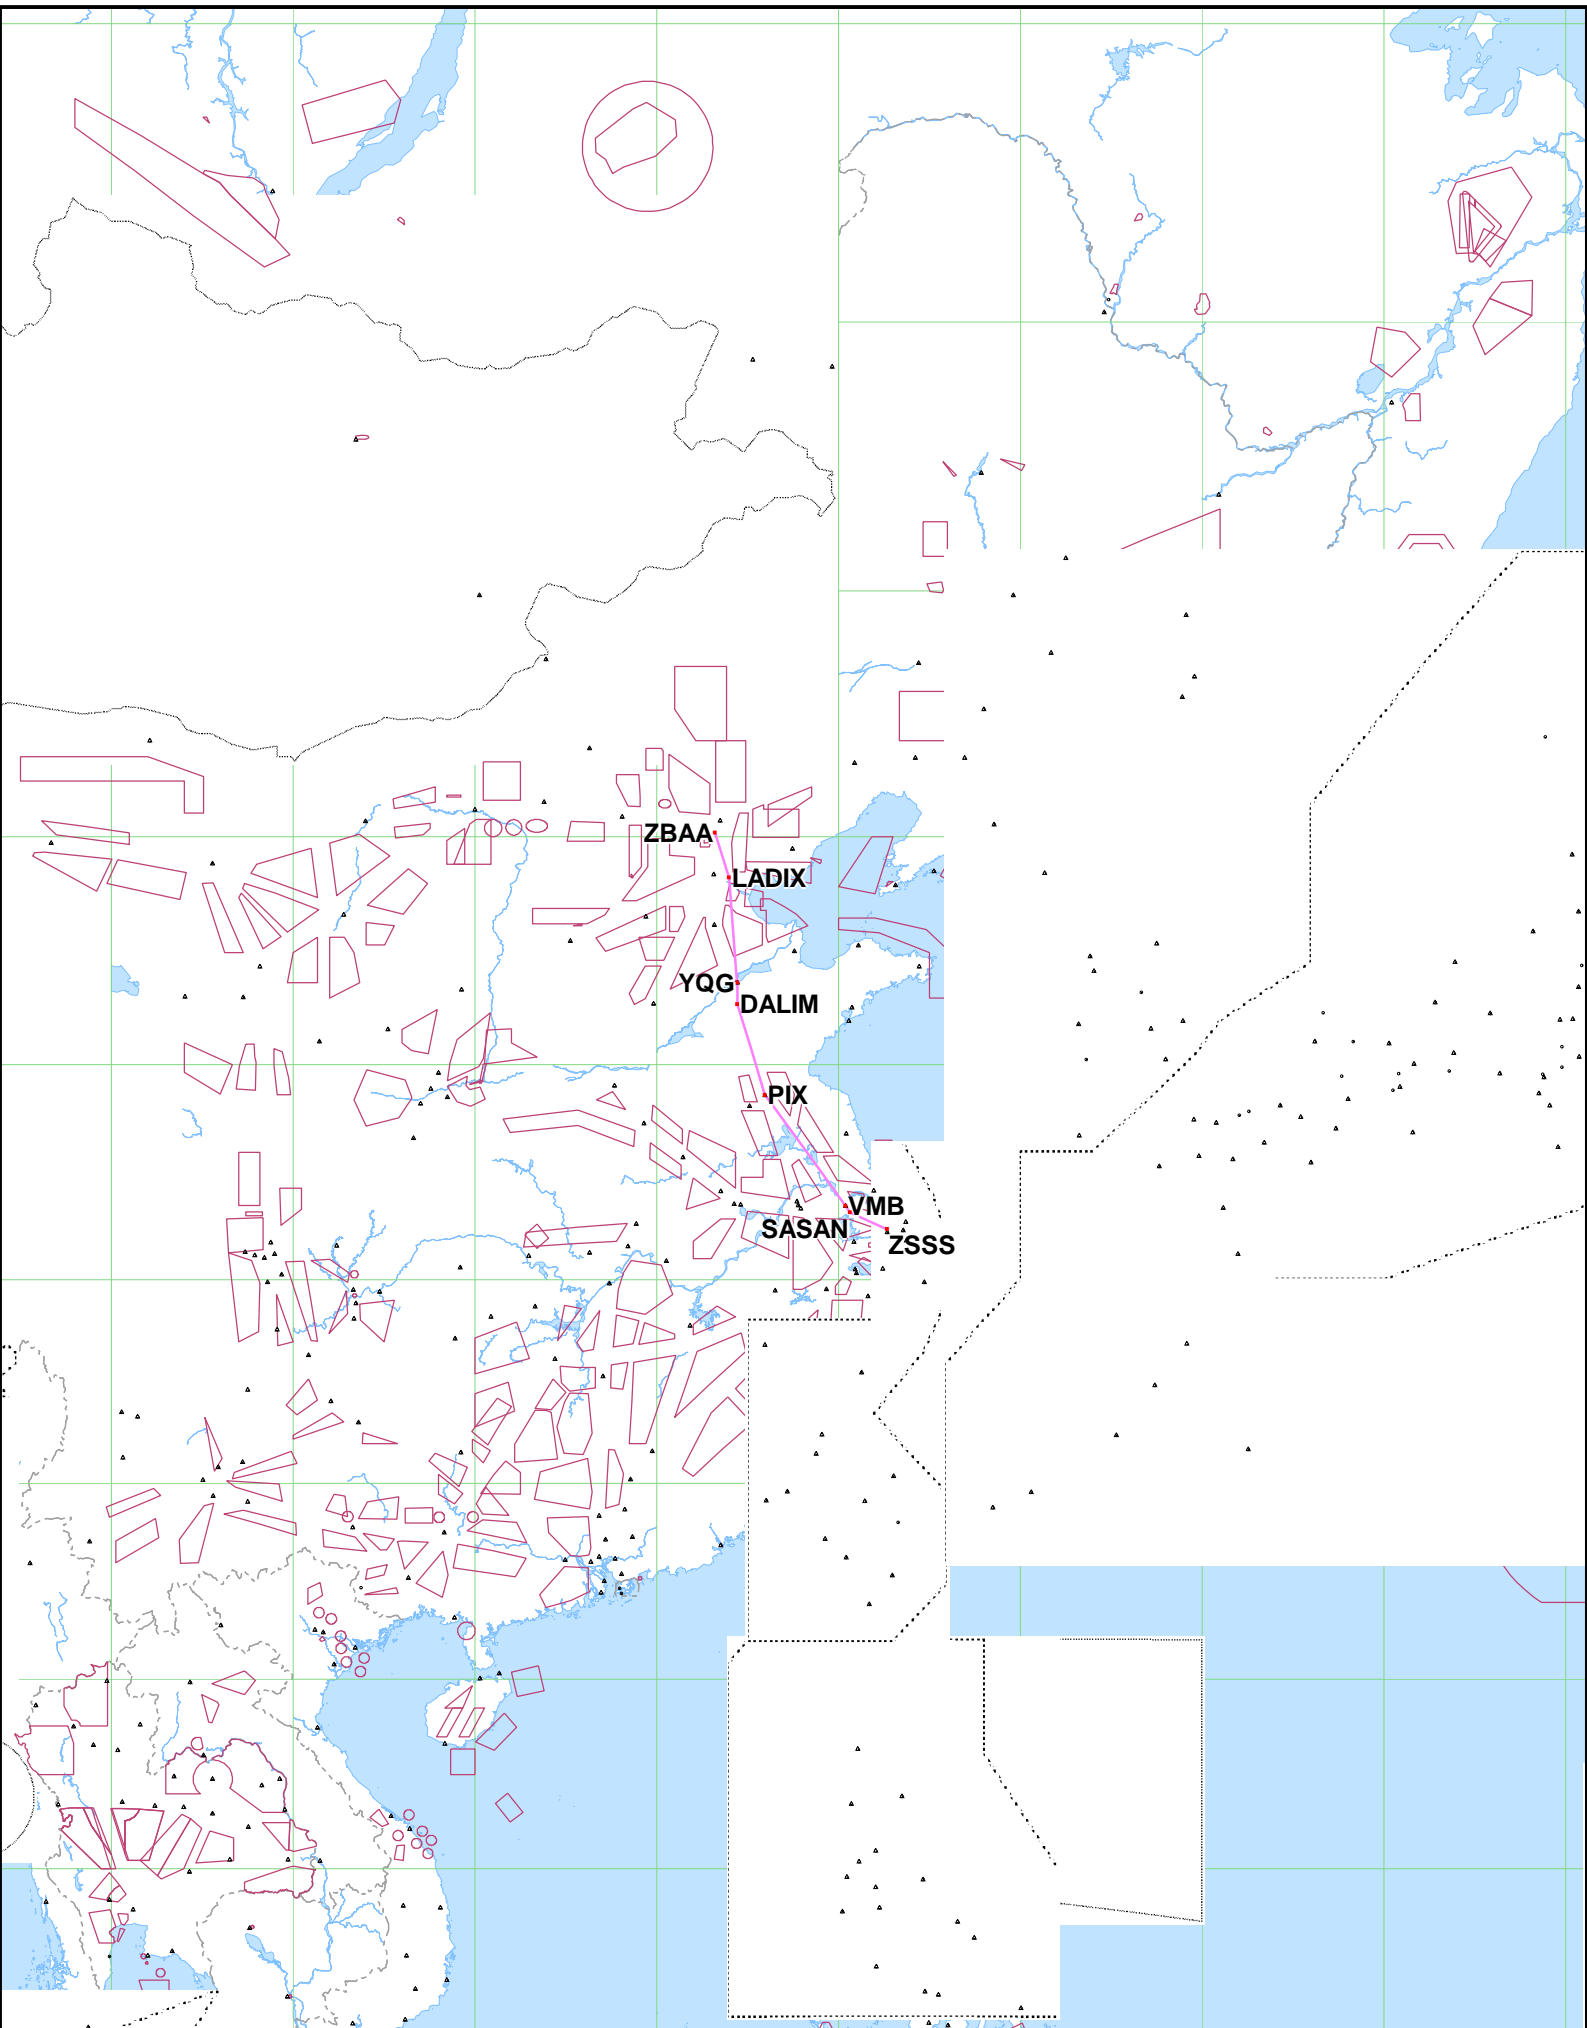 ZBAA
LADIX
YQG
DALIM
PIX
VMB
SASAN
ZSSS